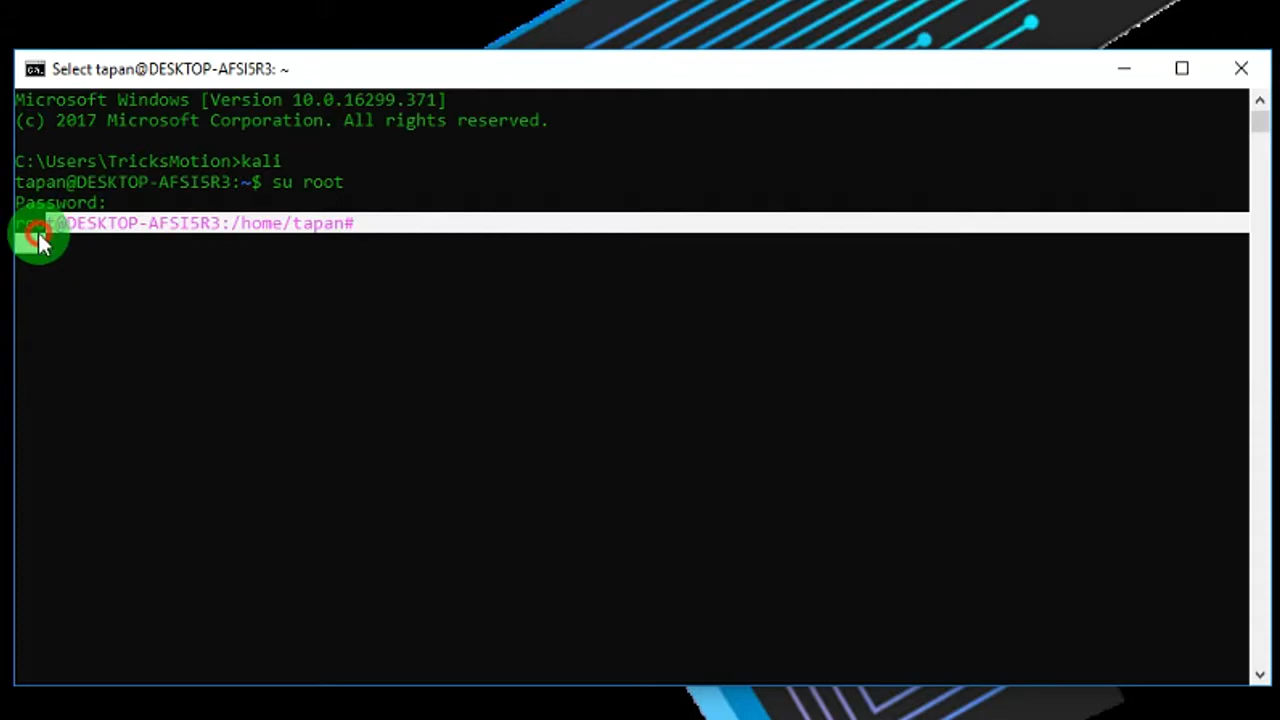 Select tapan@DESKTOP-AFSI5R3: ~
Microsoft Windows [Version 10.0.16299.371]
(c) 2017 Microsoft Corporation. All rights reserved.
C:\Users\TricksMotion>kali
tapan@DESKTOP-AFSI5R3:~$ su root
Password:
root@DESKTOP-AFSI5R3:/home/tapan#